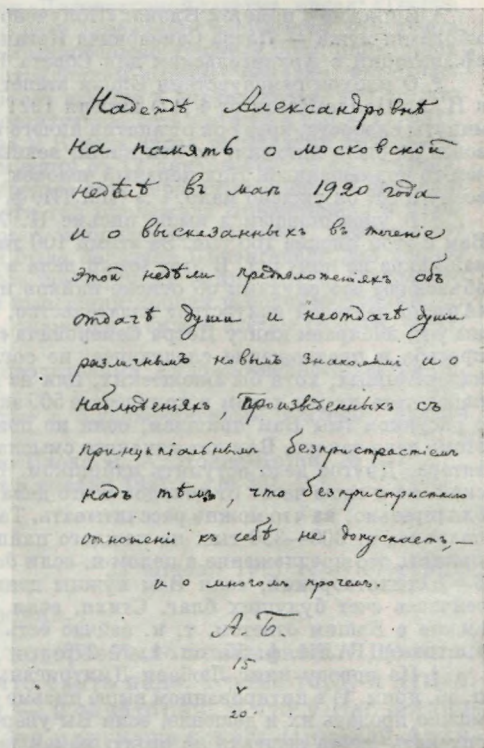 Надеждѣ Александровнѣ
на память о московской
недѣлѣ въ маѣ 1920 года
и о высказанныхъ въ теченіе
этой недѣли предположеніяхъ объ
отдачѣ души и неотдачѣ души
различнымъ новымъ знакомымъ и о
наблюденіяхъ, произведенныхъ съ
принципіальнымъ безпристрастіемъ
надъ тѣмъ, что безпристрастнаго
отношенія къ себѣ не допускаетъ, —
и о многомъ прочемъ.
А. Б.
15
V
20